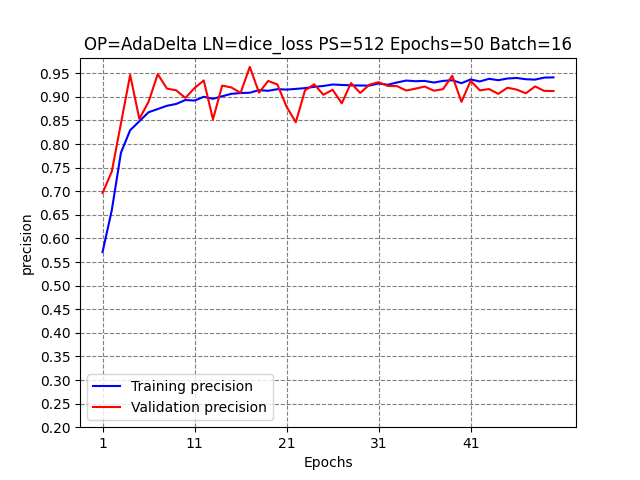 OP=AdaDelta LN=dice_loss PS=512 Epochs=50 Batch=16
0.95
0.90
0.85
0.80
0.75
0.70
0.65
0.60
0.55
0.50
0.45
0.40
0.35
0.30
0.25
0.20
precision
Training precision
Validation precision
1 11 21 31 41
Epochs